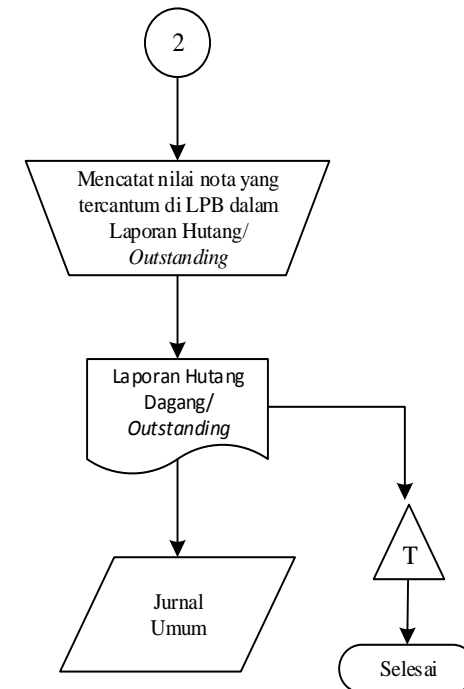 2
Mencatat nilai nota yang
tercantum di LPB dalam
Laporan Hutang/
Outstanding
Laporan Hutang
Dagang/
Outstanding
T
Jurnal
Umum
Selesai